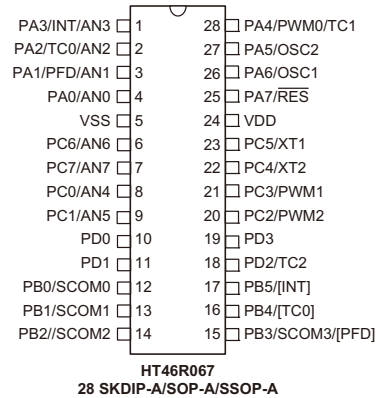 PA3/INT/AN3 1 28 PA4/PWM0/TC1
PA2/TC0/AN2 2 27 PA5/OSC2
PA1/PFD/AN1 3 26 PA6/OSC1
PA0/AN0 4 25 PA7/RES
VSS 5 24 VDD
PC6/AN6 6 23 PC5/XT1
PC7/AN7 7 22 PC4/XT2
PC0/AN4 8 21 PC3/PWM1
PC1/AN5 9 20 PC2/PWM2
PD0 10 19 PD3
PD1 11 18 PD2/TC2
PB0/SCOM0 12 17 PB5/[INT]
PB1/SCOM1 13 16 PB4/[TC0]
PB2//SCOM2 14 15 PB3/SCOM3/[PFD]
HT46R067
28 SKDIP-A/SOP-A/SSOP-A